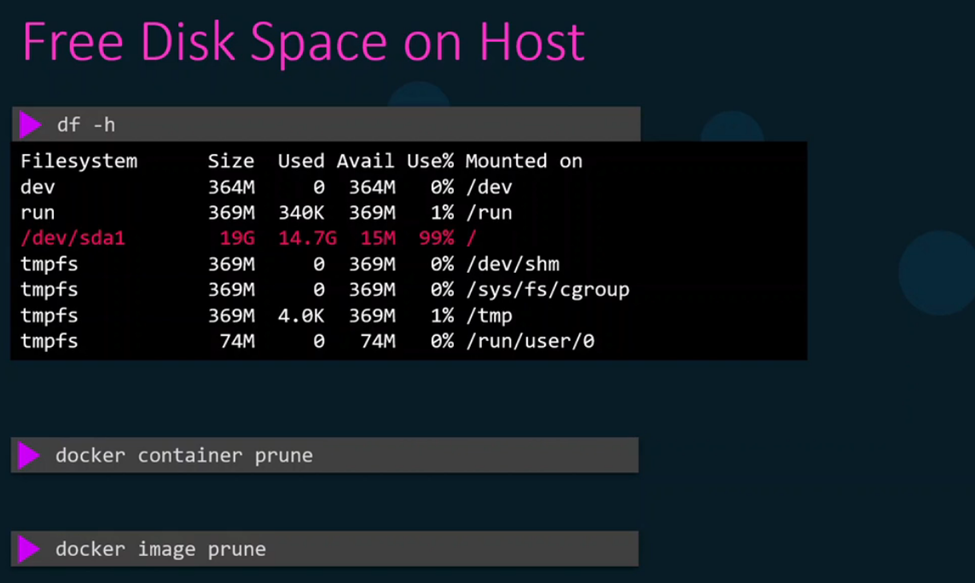 Free Disk Space on Host
df -h
Filesystem Size Used Avail Use% Mounted on
dev 364M 0 364M 0% /dev
run 369M 340K 369M 1% /run
/dev/sda1 19G 14.7G 15M 99% /
tmpfs 369M 0 369M 0% /dev/shm
tmpfs 369M 0 369M 0% /sys/fs/cgroup
tmpfs 369M 4.0K 369M 1% /tmp
tmpfs 74M 0 74M 0% /run/user/0
docker container prune
docker image prune